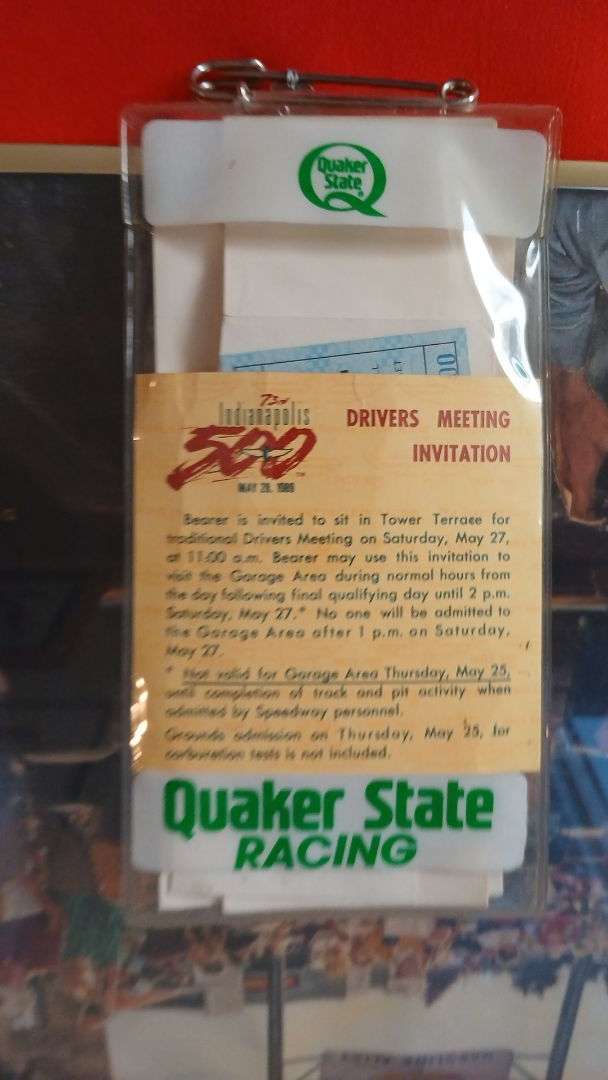 Quaker
State®
00
73rd
Indianapolis
500™
MAY 28, 1989
DRIVERS MEETING
INVITATION
Bearer is invited to sit in Tower Terrace for
traditional Drivers Meeting on Saturday, May 27,
at 11:00 a.m. Bearer may use this invitation to
visit the Garage Area during normal hours from
the day following final qualifying day until 2 p.m.
Saturday, May 27.* No one will be admitted to
the Garage Area after 1 p.m. on Saturday,
May 27.
* Not valid for Garage Area Thursday, May 25,
until completion of track and pit activity when
admitted by Speedway personnel.
Grounds admission on Thursday, May 25, for
carburation tests is not included.
Quaker State
RACING